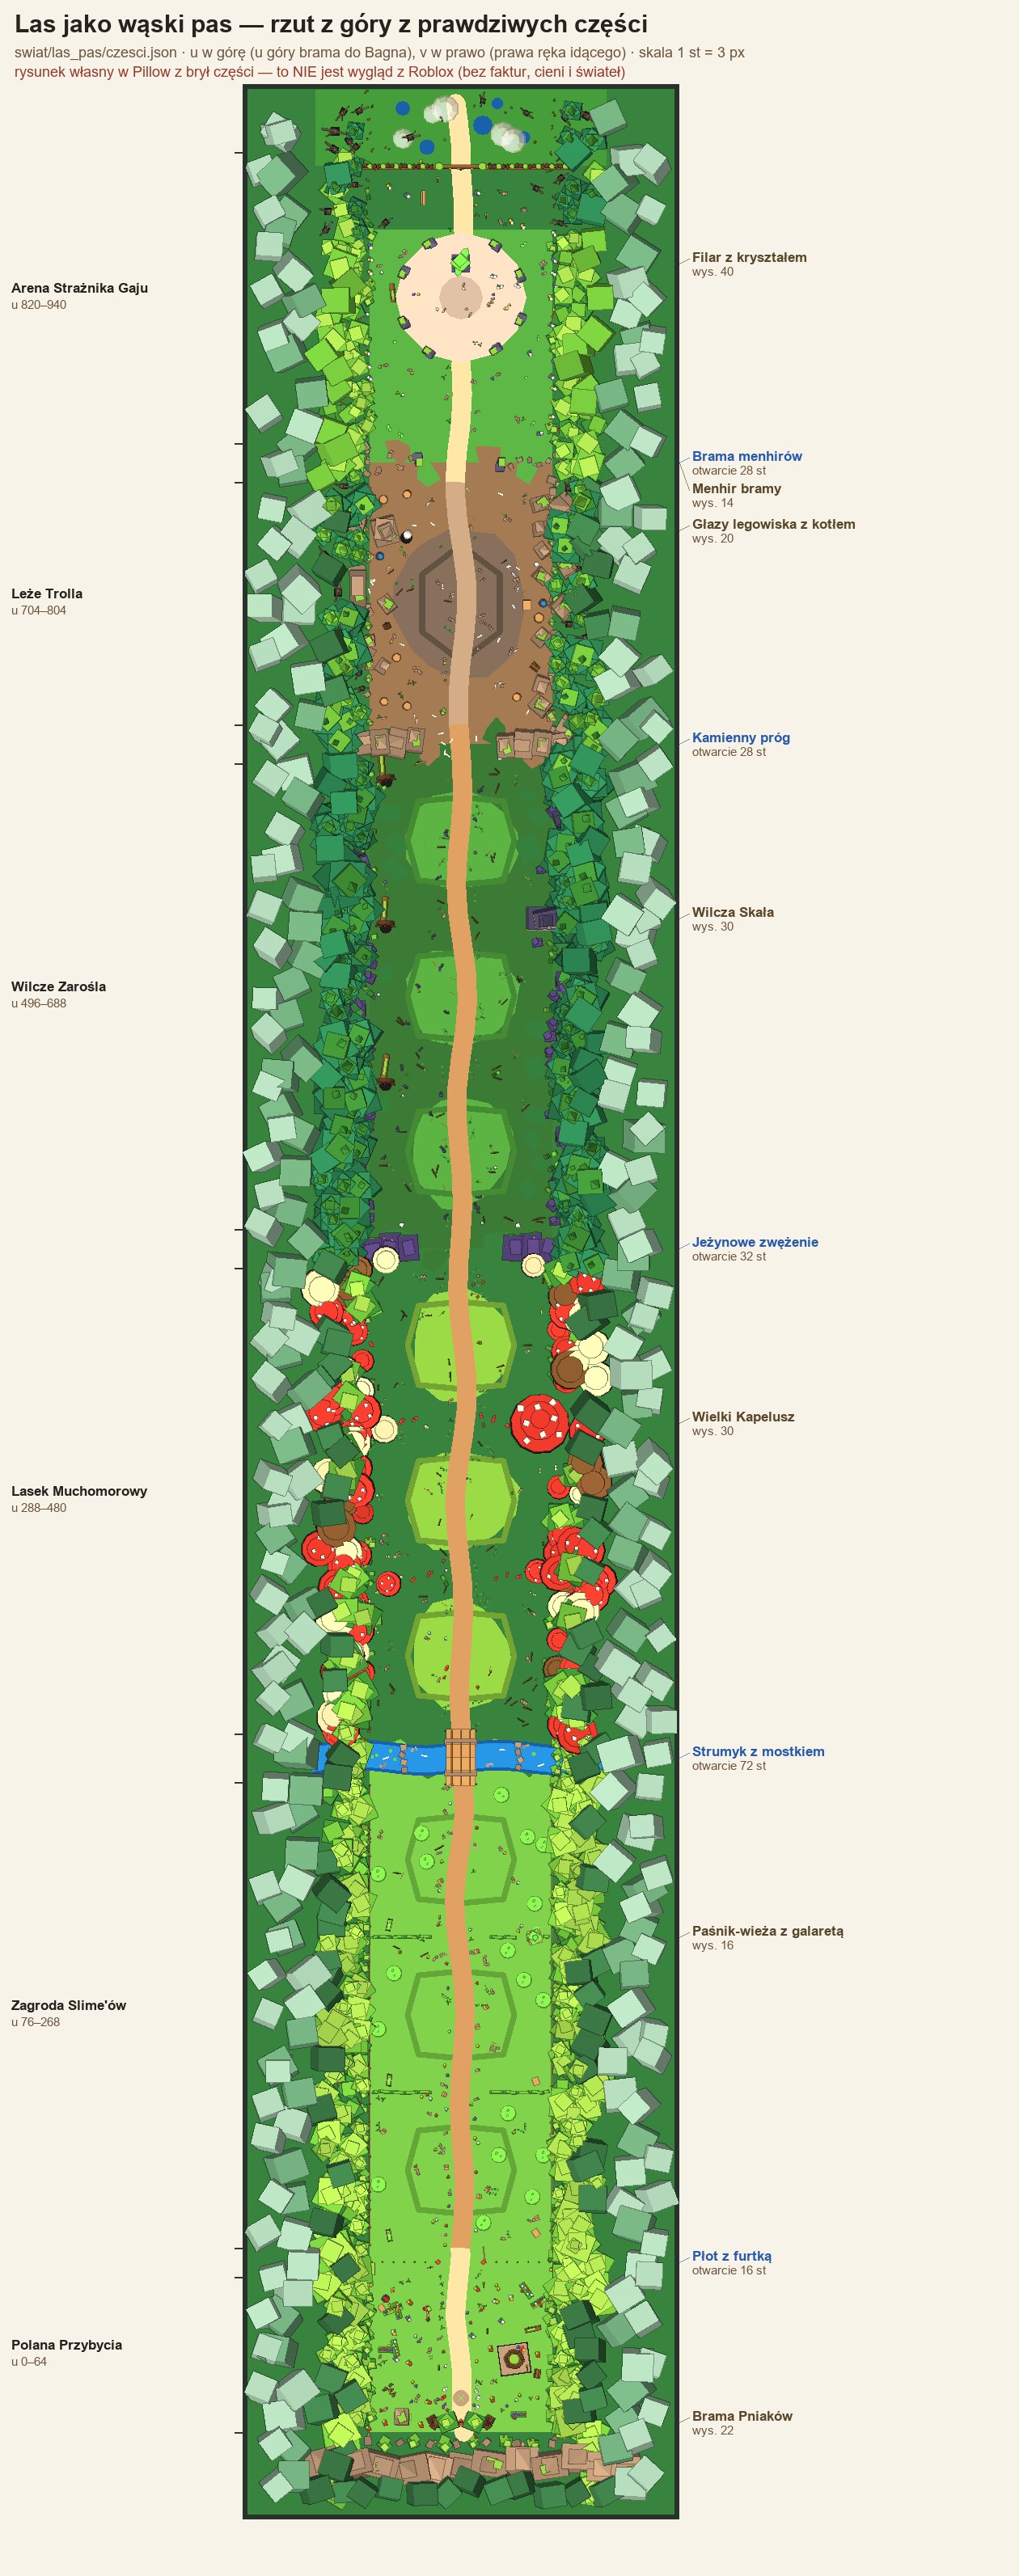 Las jako wąski pas — rzut z góry z prawdziwych części
swiat/las_pas/czesci.json · u w górę (u góry brama do Bagna), v w prawo (prawa ręka idącego) · skala 1 st = 3 px
rysunek własny w Pillow z brył części — to NIE jest wygląd z Roblox (bez faktur, cieni i świateł)
Filar z kryształem
wys. 40
Arena Strażnika Gaju
u 820–940
Brama menhirów
otwarcie 28 st
Menhir bramy
wys. 14
Głazy legowiska z kotłem
wys. 20
Leże Trolla
u 704–804
Kamienny próg
otwarcie 28 st
Wilcza Skała
wys. 30
Wilcze Zarośla
u 496–688
Jeżynowe zwężenie
otwarcie 32 st
Wielki Kapelusz
wys. 30
Lasek Muchomorowy
u 288–480
Strumyk z mostkiem
otwarcie 72 st
Paśnik-wieża z galaretą
wys. 16
Zagroda Slime'ów
u 76–268
Płot z furtką
otwarcie 16 st
Polana Przybycia
u 0–64
Brama Pniaków
wys. 22